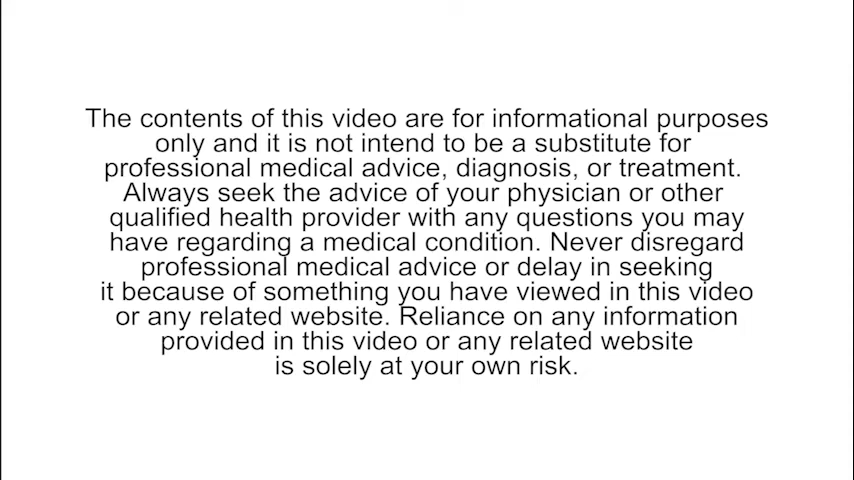 The contents of this video are for informational purposes
only and it is not intend to be a substitute for
professional medical advice, diagnosis, or treatment.
Always seek the advice of your physician or other
qualified health provider with any questions you may
have regarding a medical condition. Never disregard
professional medical advice or delay in seeking
it because of something you have viewed in this video
or any related website. Reliance on any information
provided in this video or any related website
is solely at your own risk.